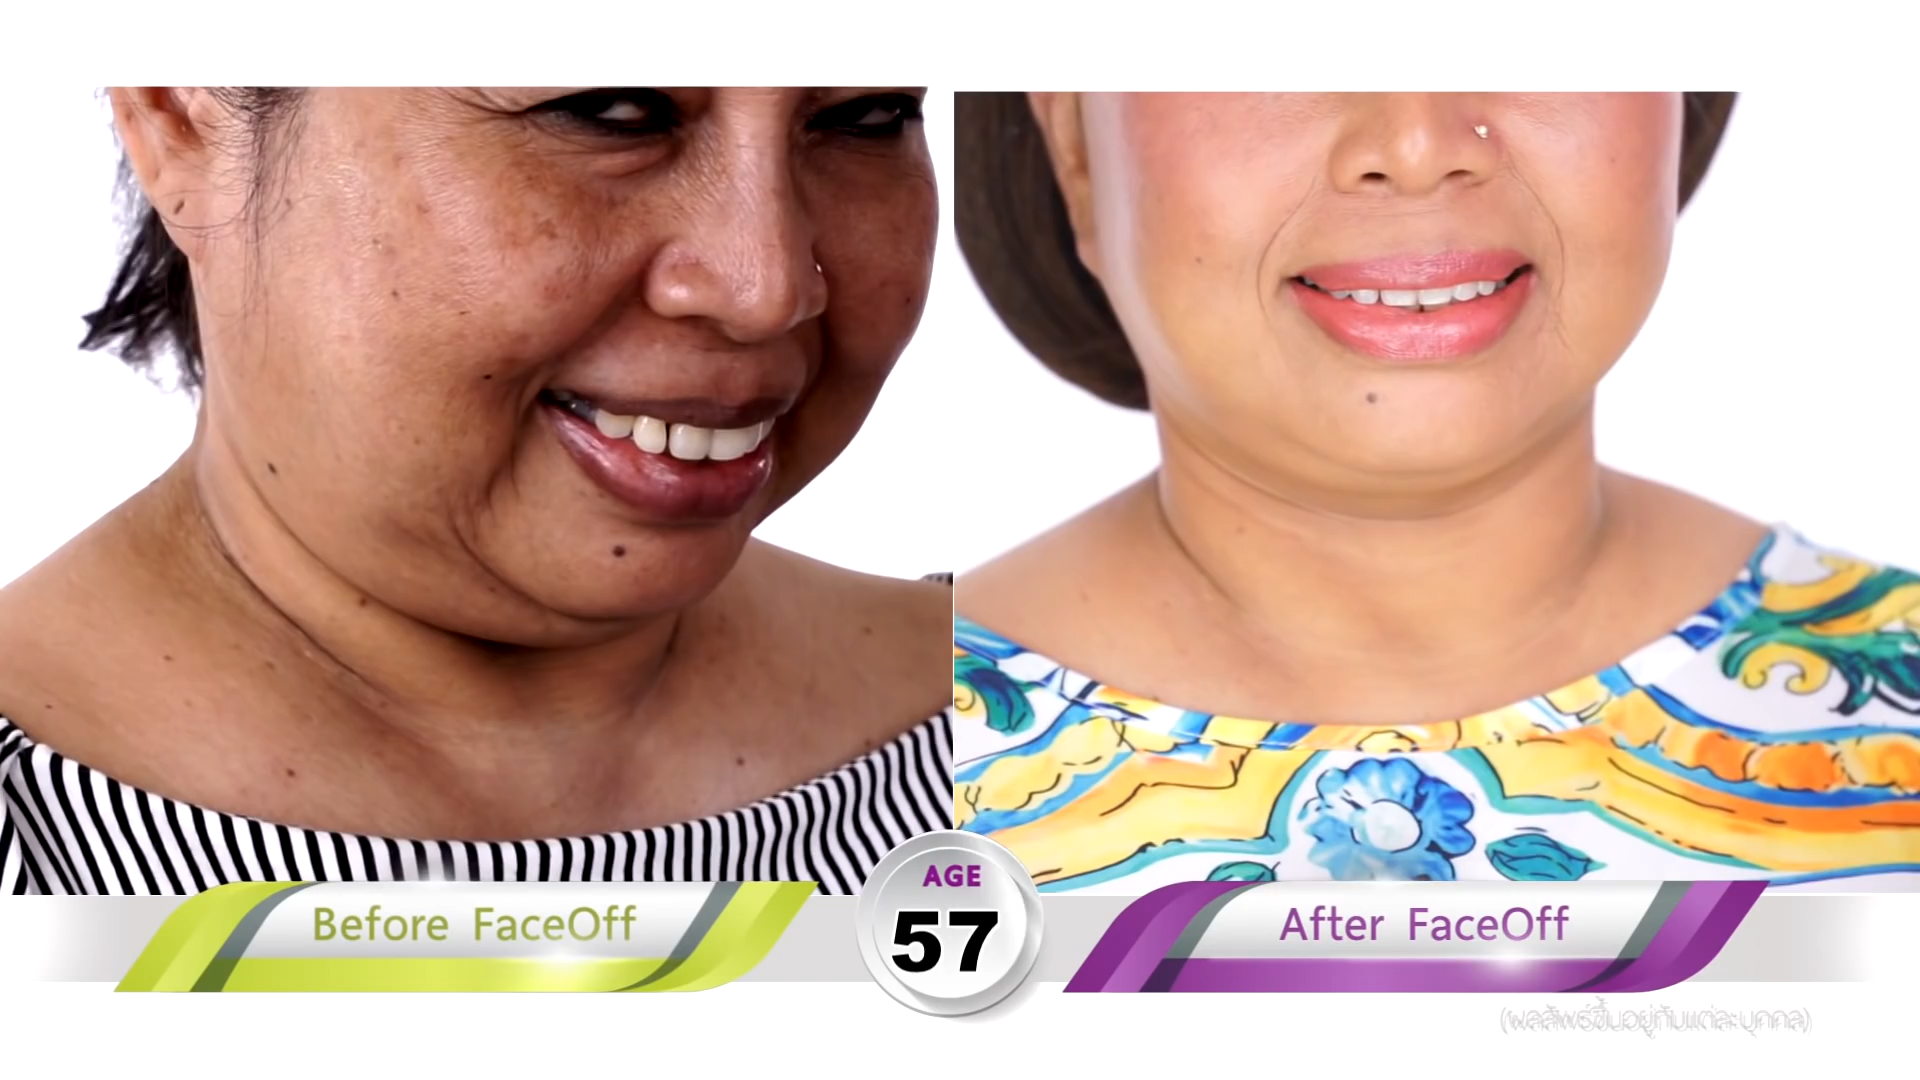 Before FaceOff
AGE
57
After FaceOff
(ผลลัพธ์ขึ้นอยู่กับแต่ละบุคคล)